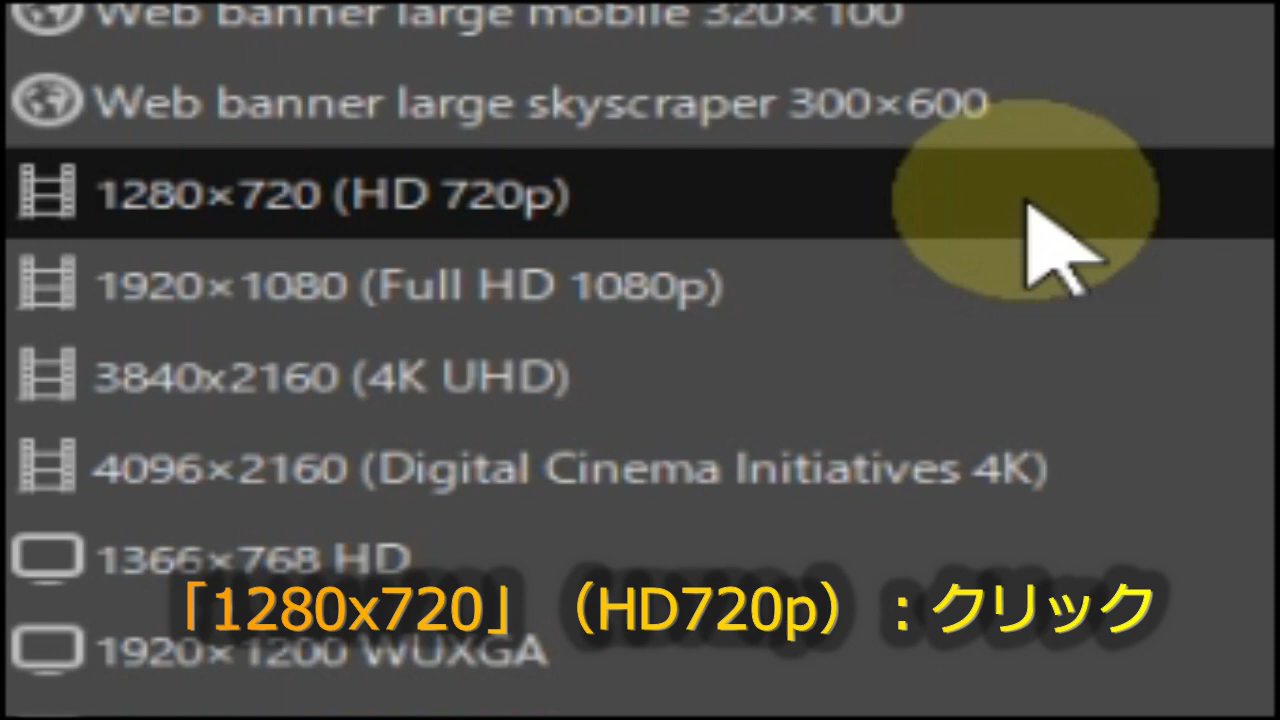 Web banner large mobile 320×100
Web banner large skyscraper 300×600
1280×720 (HD 720p)
1920×1080 (Full HD 1080p)
3840x2160 (4K UHD)
4096×2160 (Digital Cinema Initiatives 4K)
1366×768 HD
「1280x720」（HD720p）：クリック
1920×1200 WUXGA